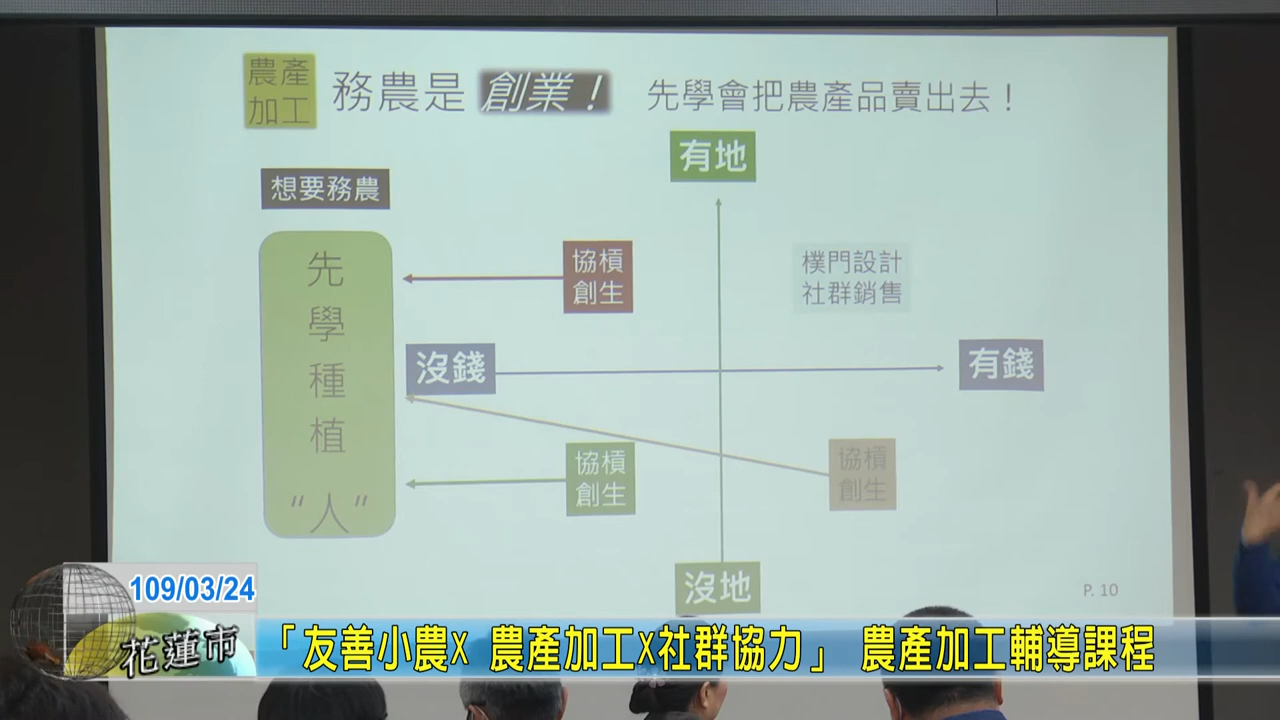 農產
加工
務農是 創業！ 先學會把農產品賣出去！
有地
想要務農
先學種植“人”
協槓
創生
樸門設計
社群銷售
沒錢
有錢
協槓
創生
協槓
創生
沒地
P. 10
109/03/24
花蓮市
「友善小農X 農產加工X社群協力」 農產加工輔導課程